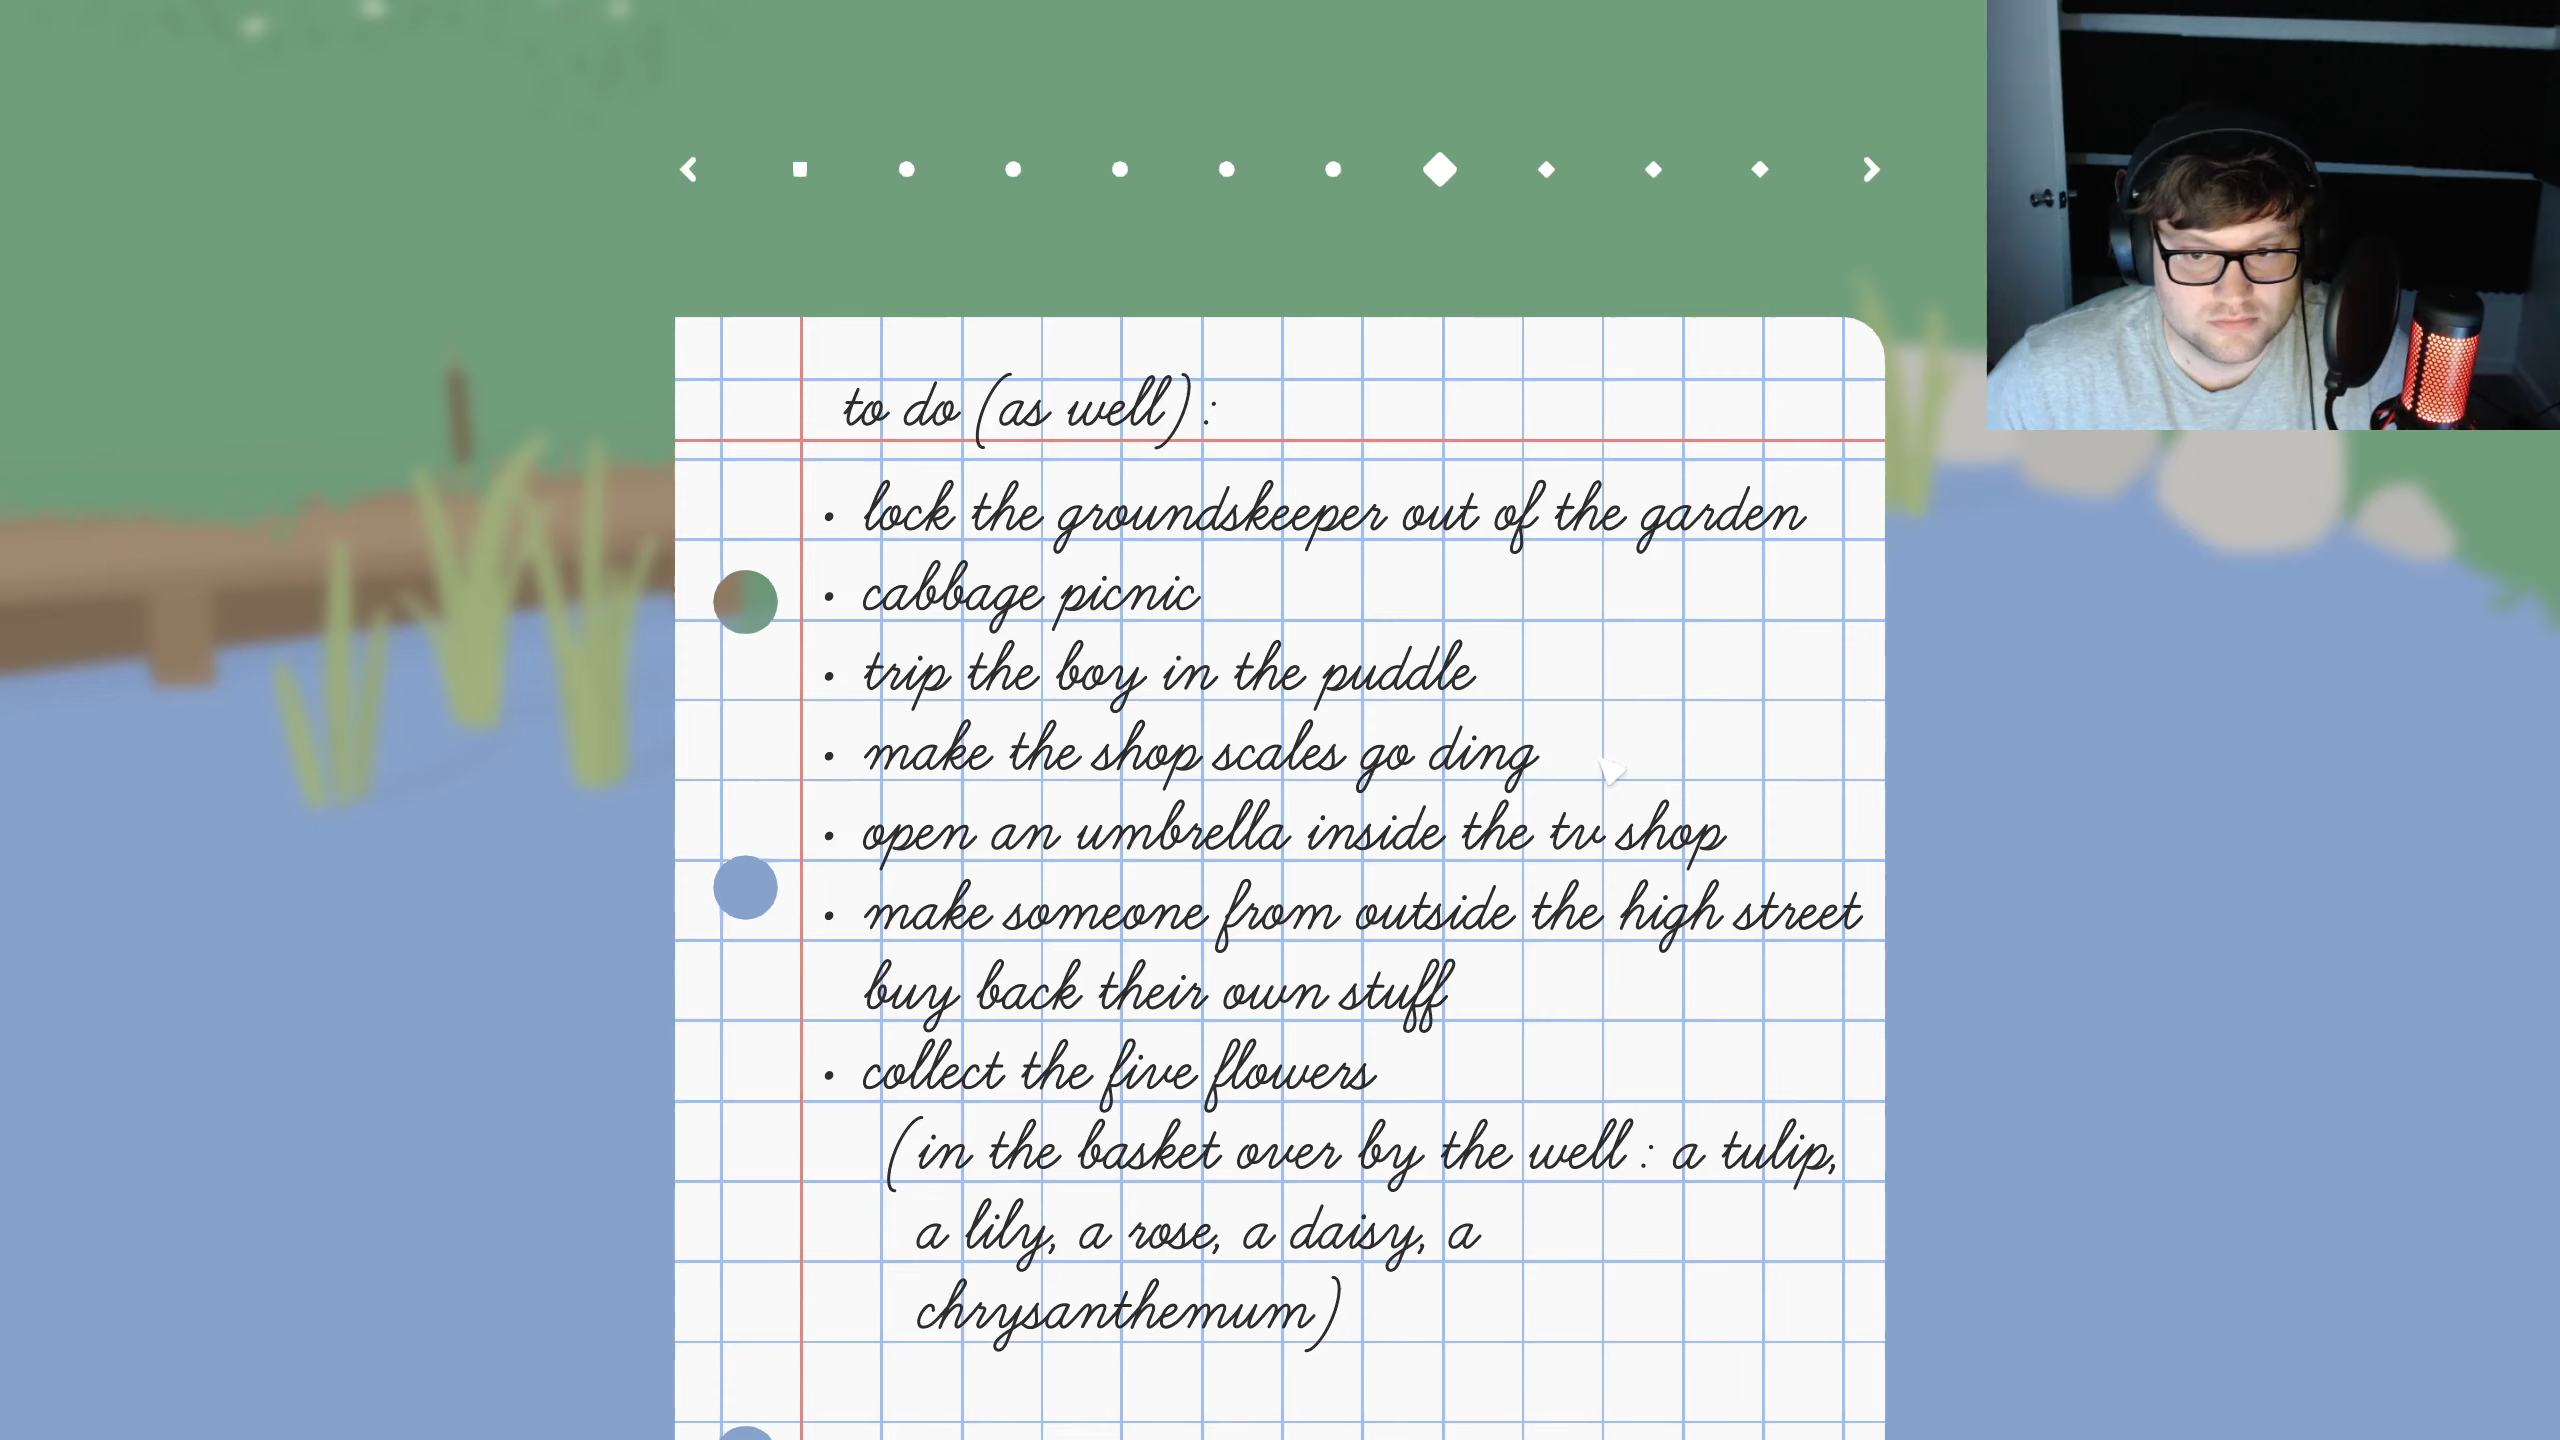 to do (as well) :
• lock the groundskeeper out of the garden
• cabbage picnic
• trip the boy in the puddle
• make the shop scales go ding
• open an umbrella inside the tv shop
• make someone from outside the high street
buy back their own stuff
• collect the five flowers
(in the basket over by the well : a tulip,
a lily, a rose, a daisy, a
chrysanthemum)